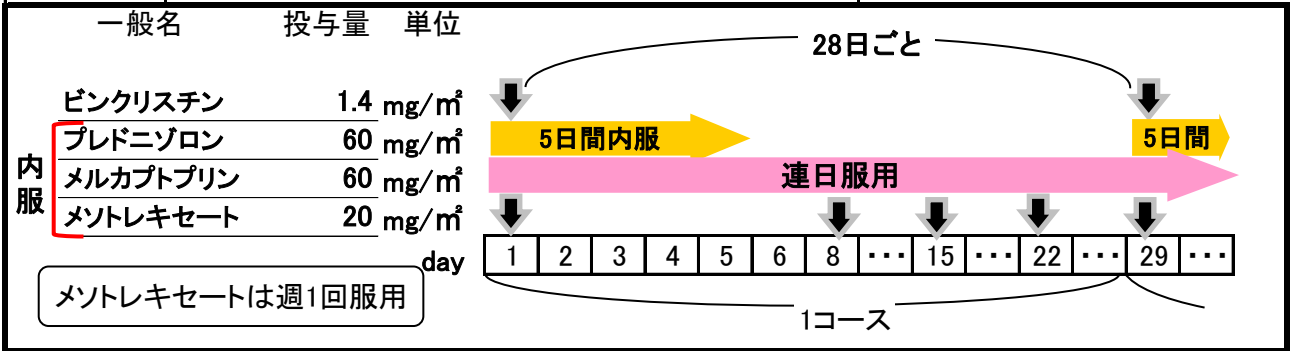 一般名 投与量 単位
28日ごと
ビンクリスチン 1.4 mg/㎡
プレドニゾロン 60 mg/㎡ 5日間内服 5日間
メルカプトプリン 60 mg/㎡ 連日服用
メソトレキセート 20 mg/㎡
内服
day 1 2 3 4 5 6 8 ・・・ 15 ・・・ 22 ・・・ 29 ・・・
メソトレキセートは週1回服用
1コース